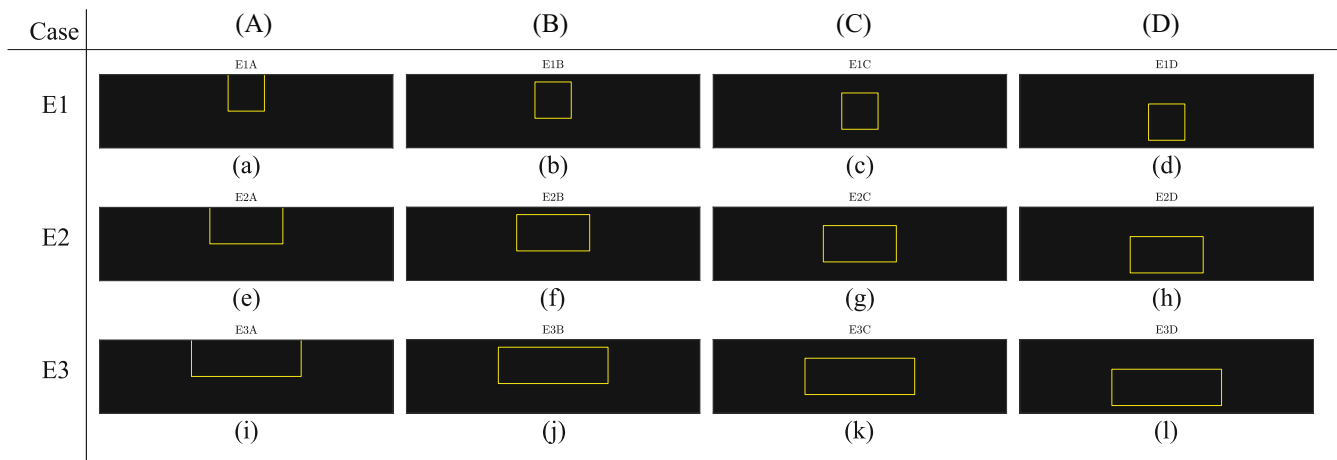 Case (A) (B) (C) (D)
E1A E1B E1C E1D
E1
(a) (b) (c) (d)
E2A E2B E2C E2D
E2
(e) (f) (g) (h)
E3A E3B E3C E3D
E3
(i) (j) (k) (l)